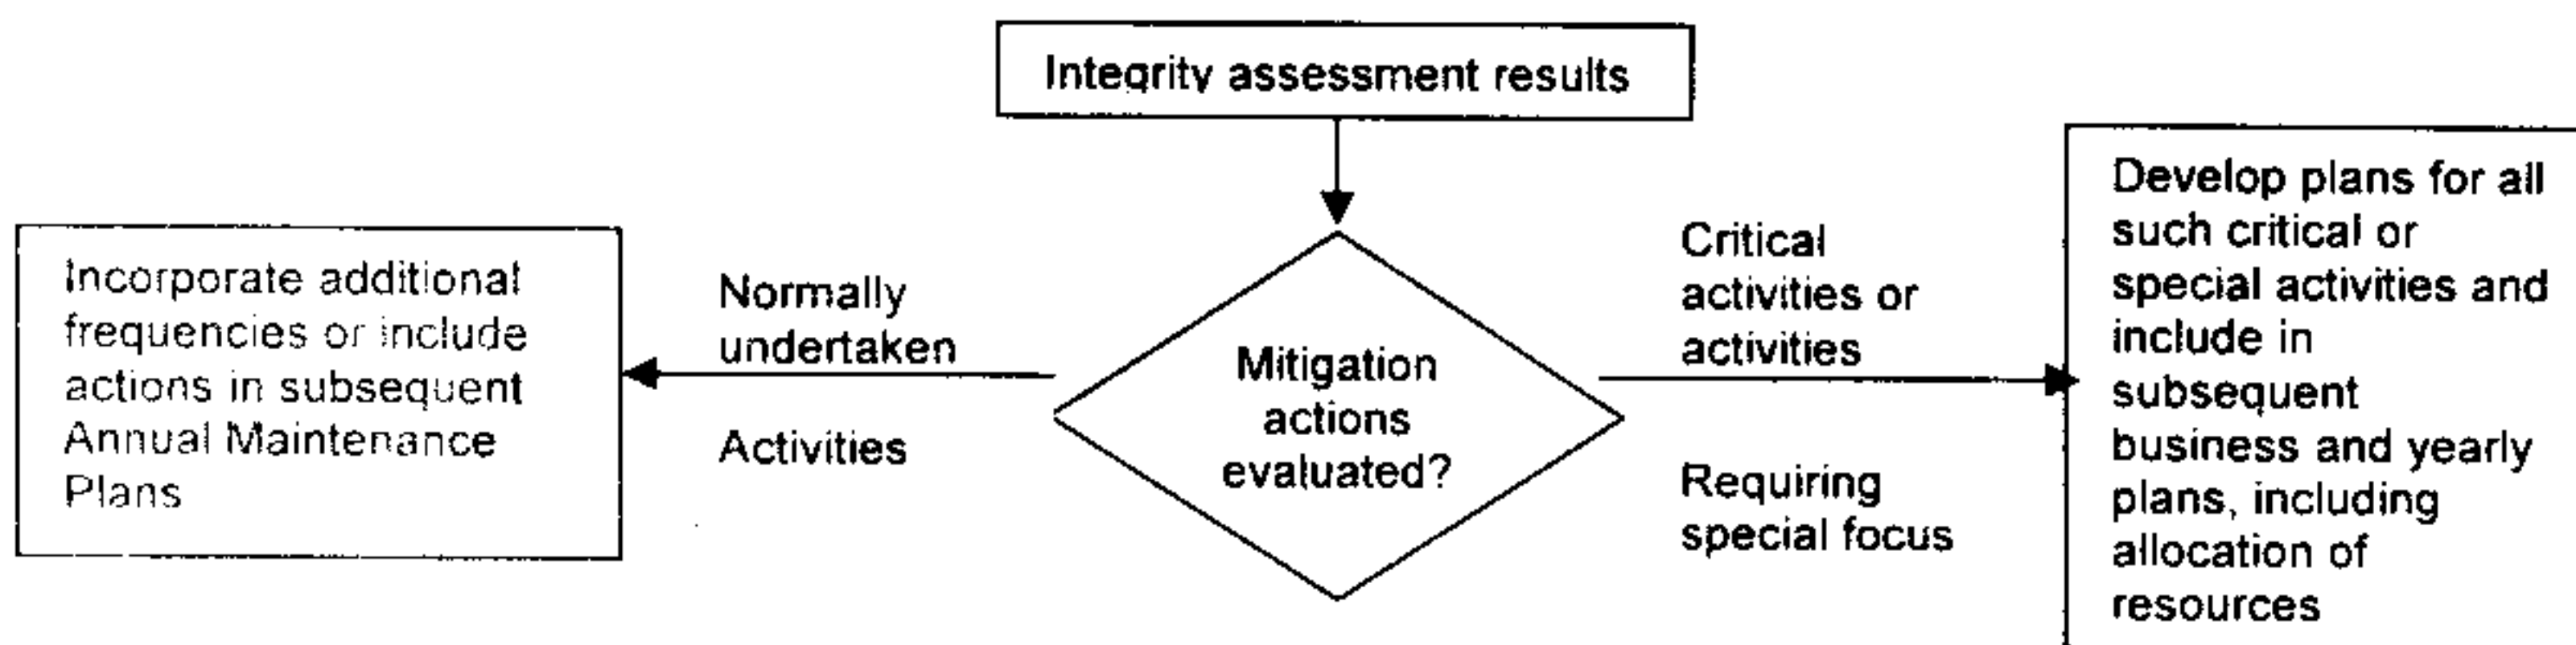 Integrity assessment results
Incorporate additional
frequencies or include
actions in subsequent
Annual Maintenance
Plans
Normally
undertaken
Activities
Mitigation
actions
evaluated?
Critical
activities or
activities
Requiring
special focus
Develop plans for all
such critical or
special activities and
include in
subsequent
business and yearly
plans, including
allocation of
resources